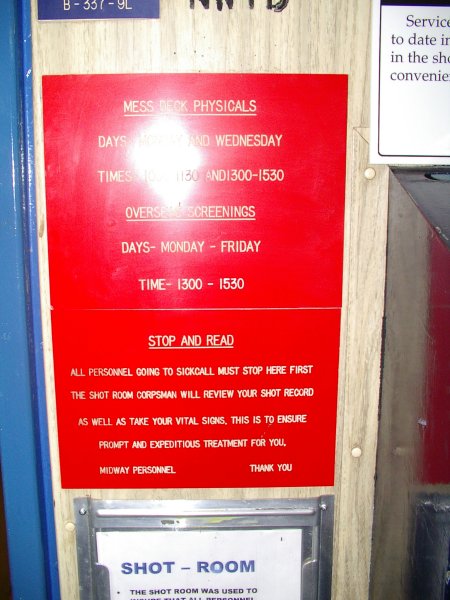 B-337-9L
Service
to date in
in the sho
convenie
MESS DECK PHYSICALS
DAYS- AND WEDNESDAY
TIMES- 1130 AND1300-1530
OVERSEAS SCREENINGS
DAYS- MONDAY - FRIDAY
TIME- 1300 - 1530
STOP AND READ
ALL PERSONNEL GOING TO SICKCALL MUST STOP HERE FIRST
THE SHOT ROOM CORPSMAN WILL REVIEW YOUR SHOT RECORD
AS WELL AS TAKE YOUR VITAL SIGNS. THIS IS TO ENSURE
PROMPT AND EXPEDITIOUS TREATMENT FOR YOU.
MIDWAY PERSONNEL THANK YOU
SHOT – ROOM
• THE SHOT ROOM WAS USED TO